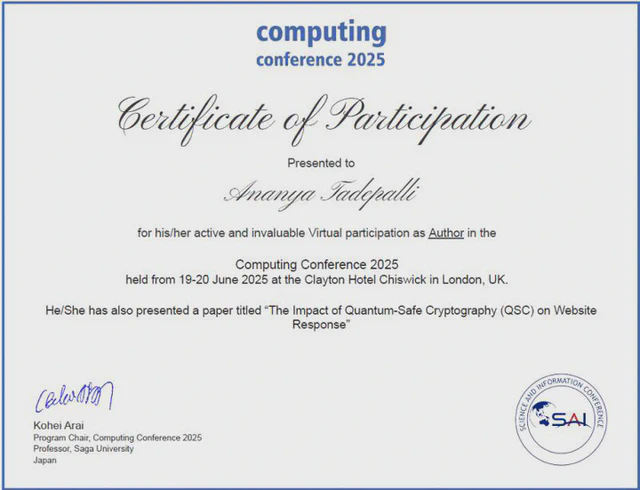 computing
conference 2025
Certificate of Participation
Presented to
Ananya Tadepalli
for his/her active and invaluable Virtual participation as Author in the
Computing Conference 2025
held from 19-20 June 2025 at the Clayton Hotel Chiswick in London, UK.
He/She has also presented a paper titled “The Impact of Quantum-Safe Cryptography (QSC) on Website
Response”
Kohei Arai
Program Chair, Computing Conference 2025
Professor, Saga University
Japan
SCIENCE AND INFORMATION CONFERENCE
SAI